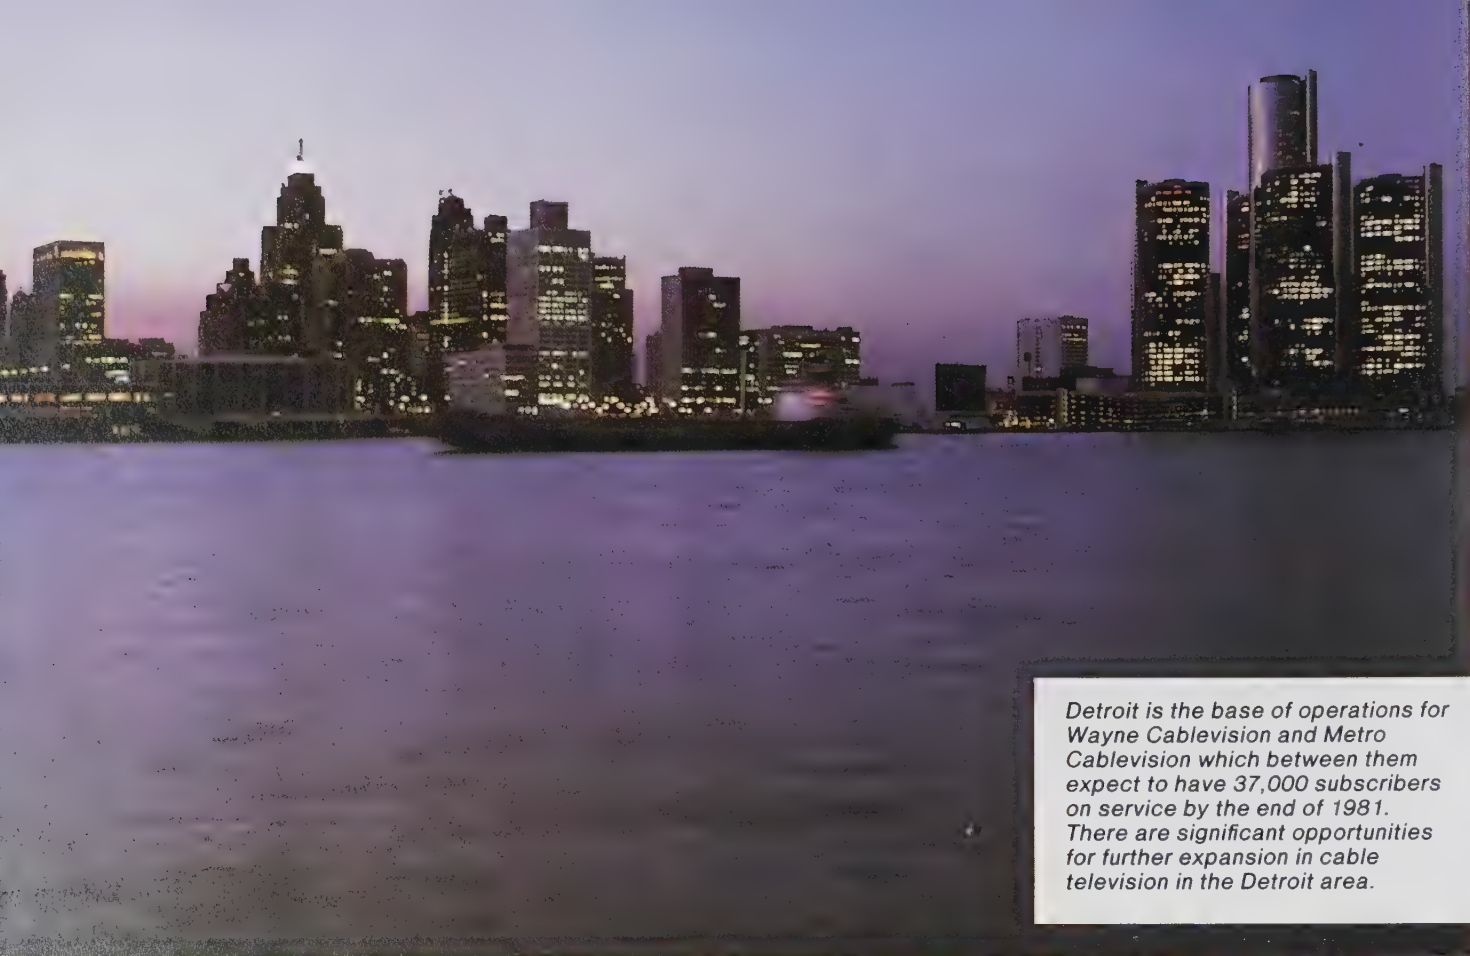 Detroit is the base of operations for
Wayne Cablevision and Metro
Cablevision which between them
expect to have 37,000 subscribers
on service by the end of 1981.
There are significant opportunities
for further expansion in cable
television in the Detroit area.